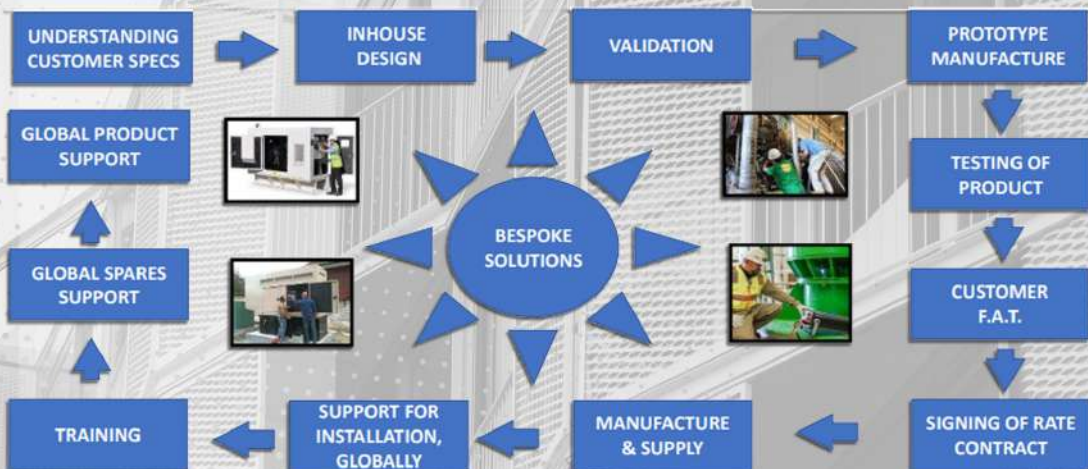 UNDERSTANDING
CUSTOMER SPECS
INHOUSE
DESIGN
VALIDATION
PROTOTYPE
MANUFACTURE
TESTING OF
PRODUCT
CUSTOMER
F.A.T.
SIGNING OF RATE
CONTRACT
MANUFACTURE
& SUPPLY
SUPPORT FOR
INSTALLATION,
GLOBALLY
TRAINING
GLOBAL SPARES
SUPPORT
GLOBAL PRODUCT
SUPPORT
BESPOKE
SOLUTIONS